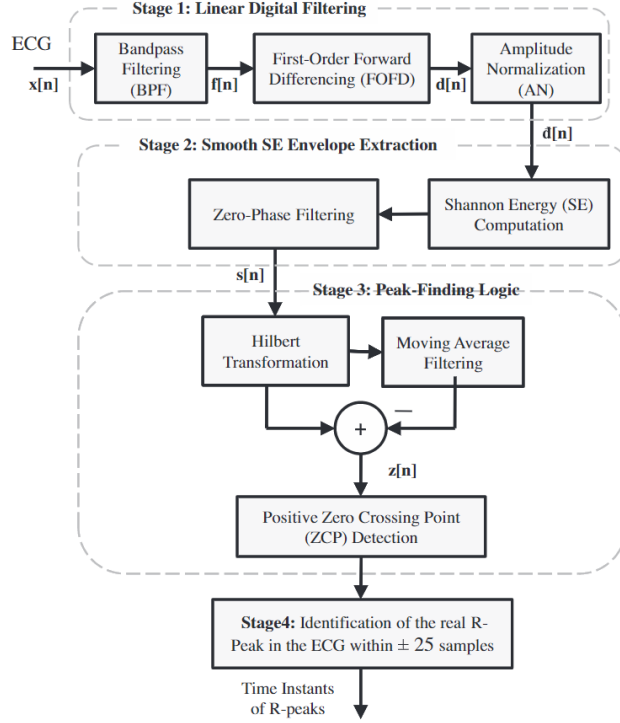 Stage 1: Linear Digital Filtering
ECG
x[n]
Bandpass
Filtering
(BPF)
f[n]
First-Order Forward
Differencing (FOFD)
d[n]
Amplitude
Normalization
(AN)
đ[n]
Stage 2: Smooth SE Envelope Extraction
Zero-Phase Filtering
Shannon Energy (SE)
Computation
s[n]
Stage 3: Peak-Finding Logic
Hilbert
Transformation
Moving Average
Filtering
+
−
z[n]
Positive Zero Crossing Point
(ZCP) Detection
Stage4: Identification of the real R-
Peak in the ECG within ± 25 samples
Time Instants
of R-peaks